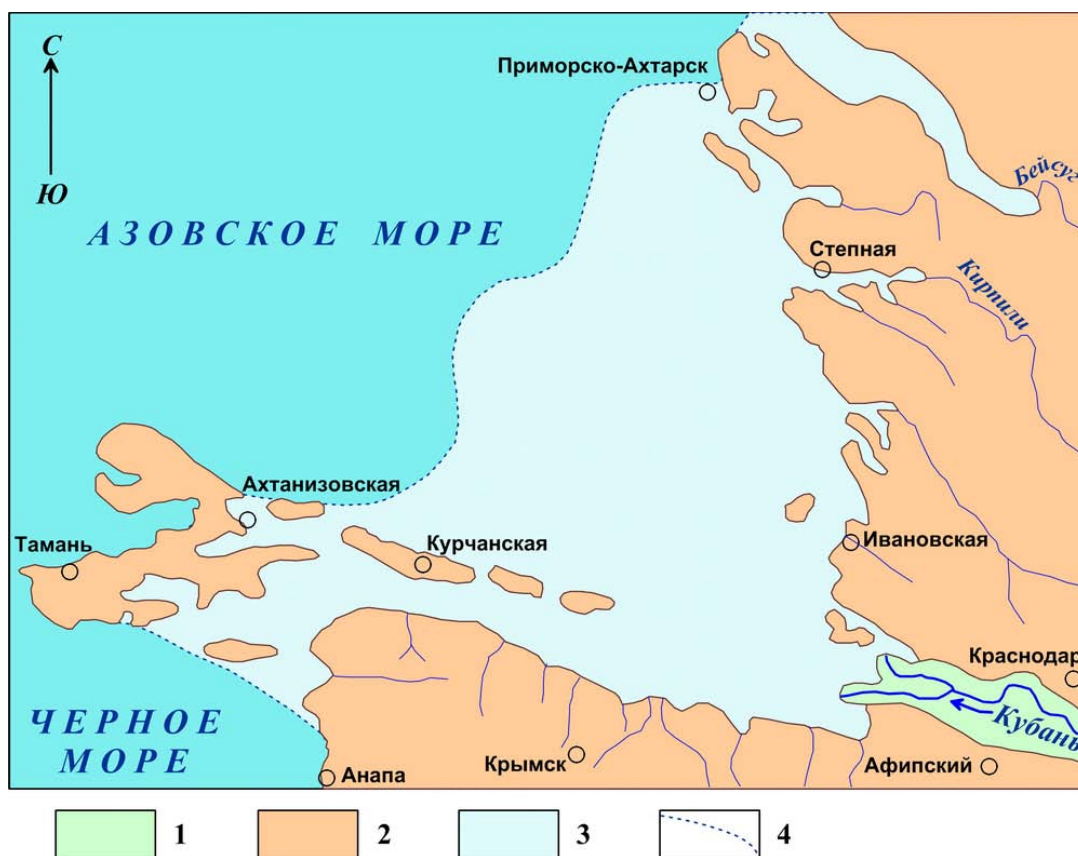 С
Приморско-Ахтарск
Ю
Бейсуг
АЗОВСКОЕ МОРЕ
Степная
Кирпили
Ахтанизовская
Тамань
Курчанская
Ивановская
Краснодар
ЧЕРНОЕ
МОРЕ
Кубань
Крымск
Афипский
Анапа
1 2 3 4